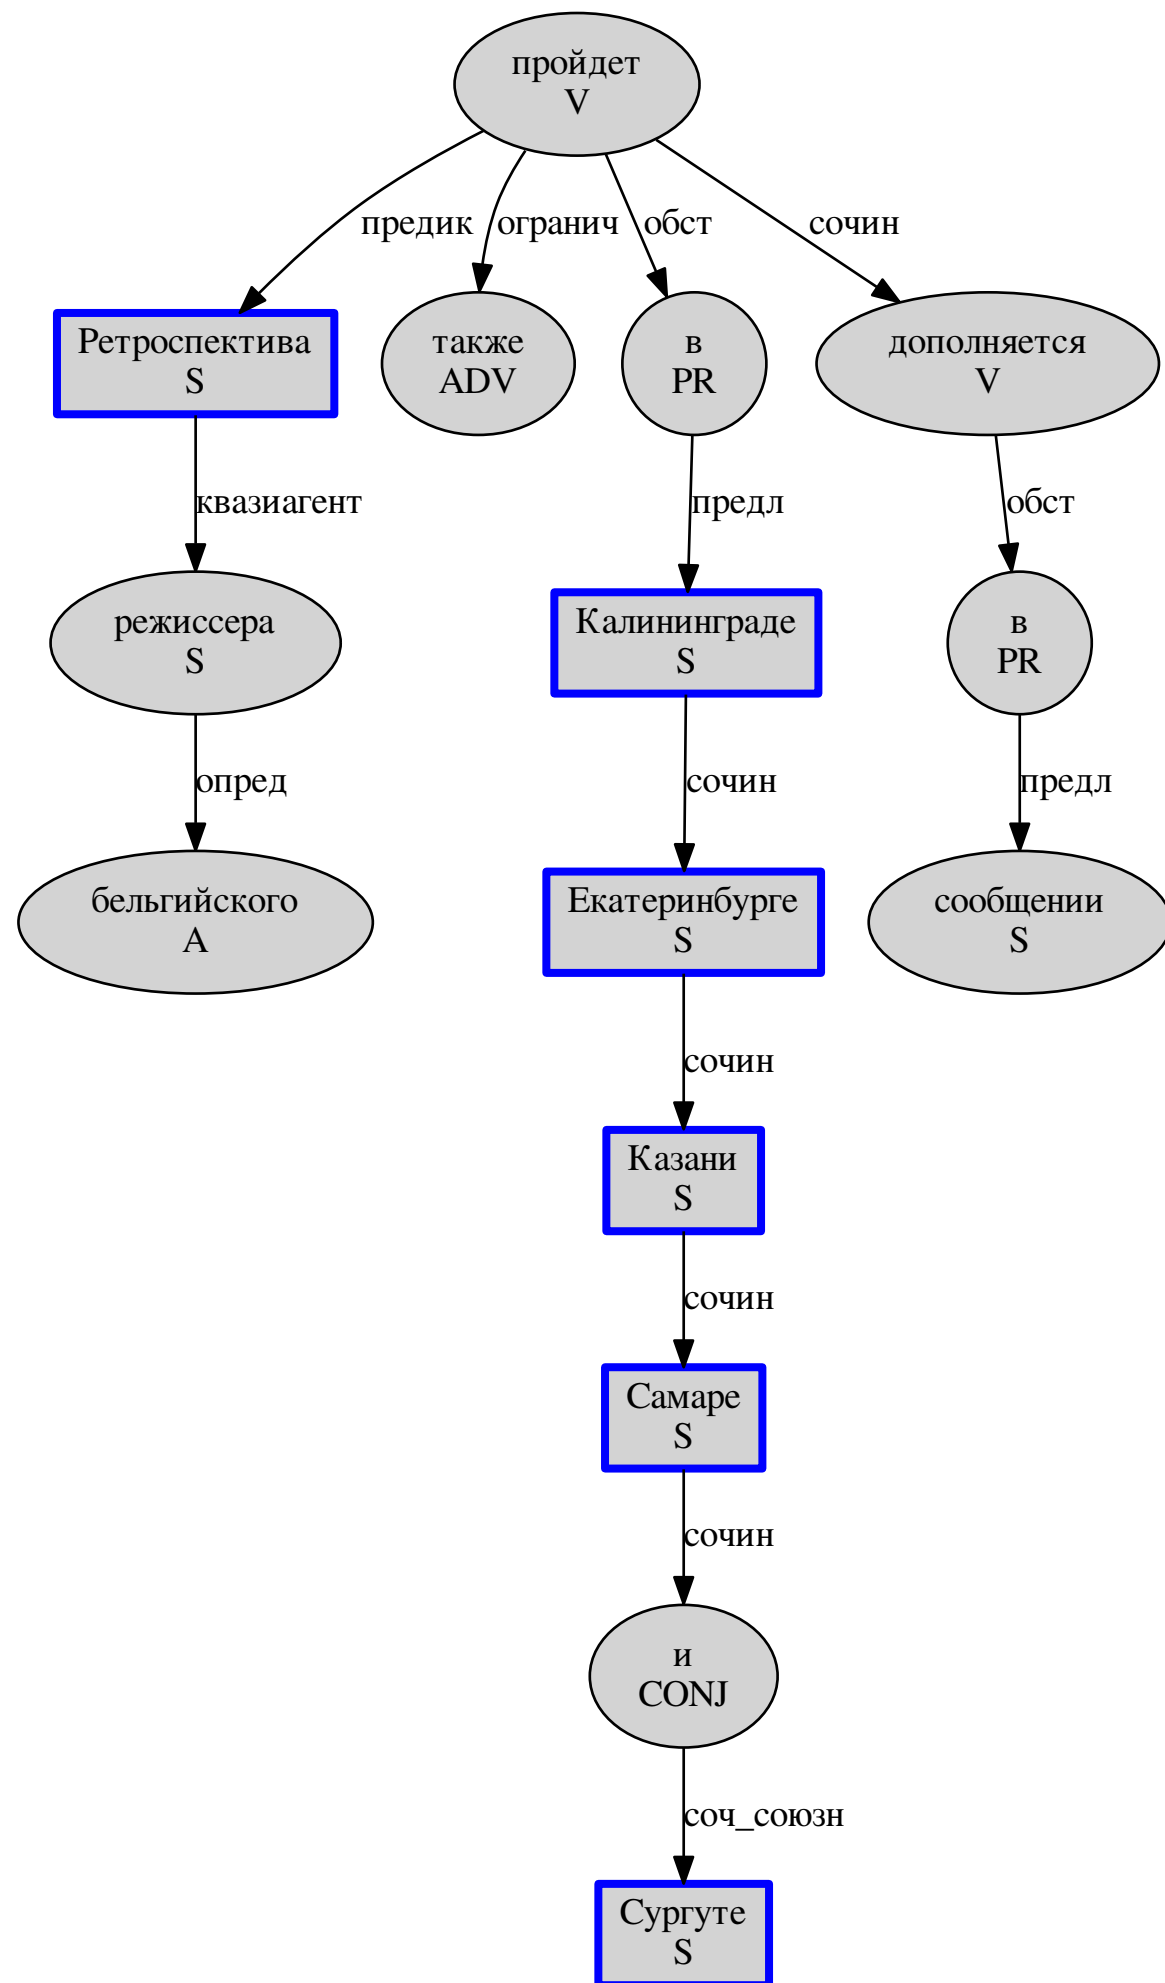 пройдет
V
предик
огранич
обст
сочин
Ретроспектива
S
также
ADV
в
PR
дополняется
V
квазиагент
предл
обст
режиссера
S
Калининграде
S
в
PR
опред
сочин
предл
бельгийского
A
Екатеринбурге
S
сообщении
S
сочин
Казани
S
сочин
Самаре
S
сочин
и
CONJ
соч_союзн
Сургуте
S